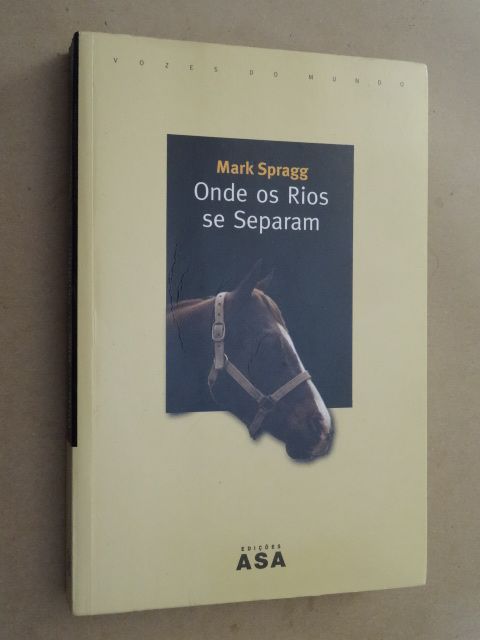 VOZES DO MUNDO
Mark Spragg
Onde os Rios
se Separam
EDIÇÕES
ASA